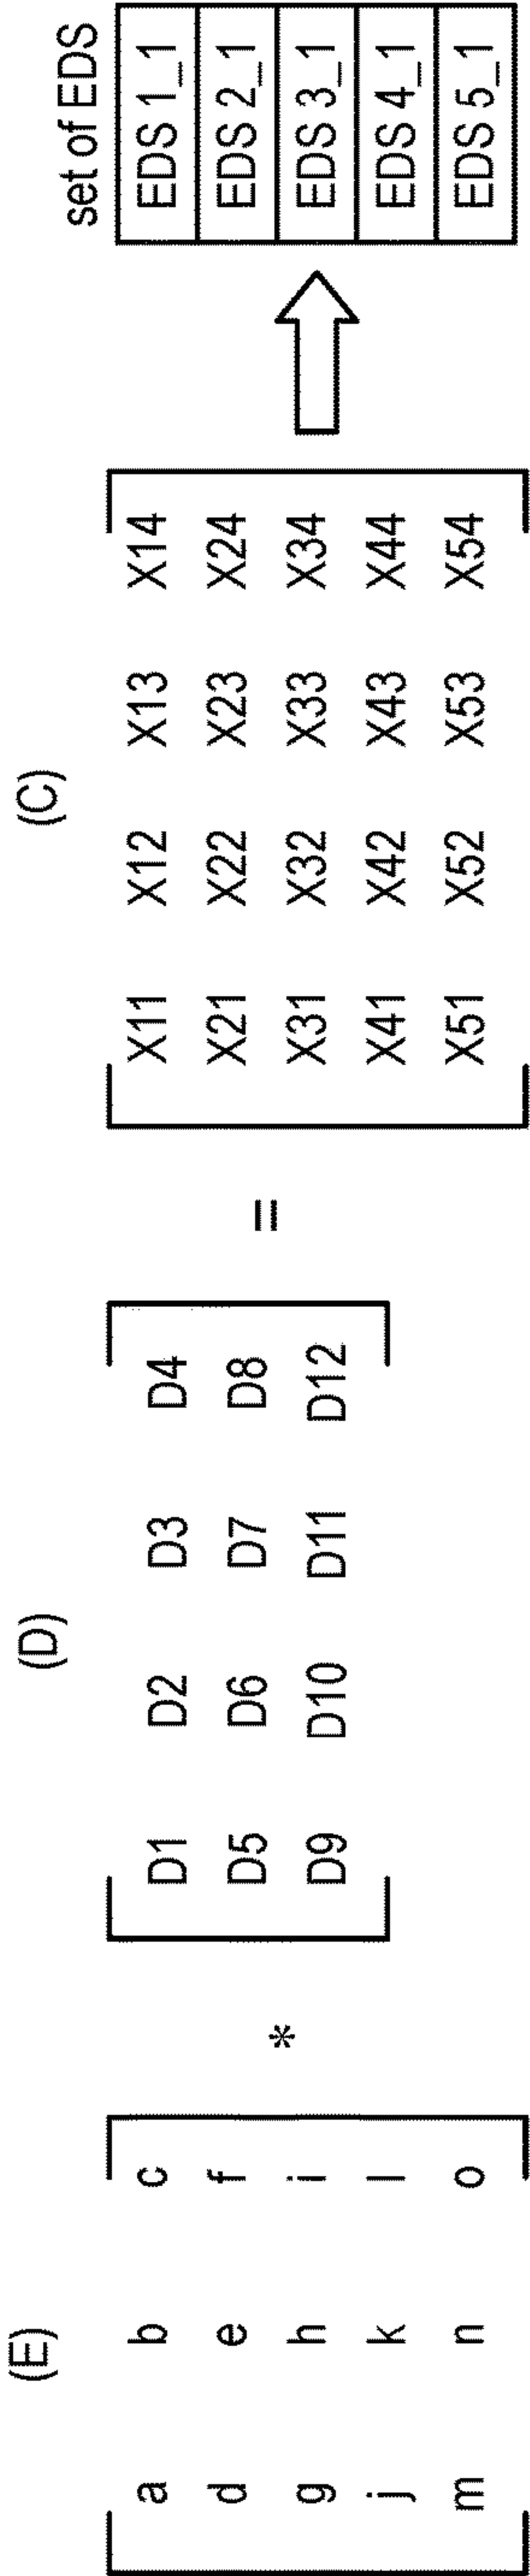 (E)
a b c
d e f
g h i
j k l
m n o
*
(D)
D1 D2 D3 D4
D5 D6 D7 D8
D9 D10 D11 D12
=
(C)
X11 X12 X13 X14
X21 X22 X23 X24
X31 X32 X33 X34
X41 X42 X43 X44
X51 X52 X53 X54
set of EDS
EDS 1_1
EDS 2_1
EDS 3_1
EDS 4_1
EDS 5_1